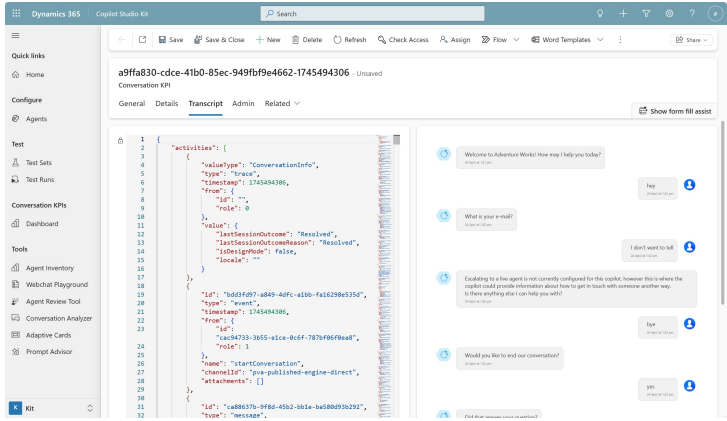 Dynamics 365
Copilot Studio Kit
Search
Save
Save & Close
New
Delete
Refresh
Check Access
Assign
Flow
Word Templates
Share
Quick links
Home
Configure
Agents
Test
Test Sets
Test Runs
Conversation KPIs
Dashboard
Tools
Agent Inventory
Webchat Playground
Agent Review Tool
Conversation Analyzer
Adaptive Cards
Prompt Advisor
K Kit
a9ffa830-cdce-41b0-85ec-949fbf9e4662-1745494306 - Unsaved
Conversation KPI
General Details Transcript Admin Related
Show form fill assist
1 {
2 "activities": [
3 {
4 "valueType": "ConversationInfo",
5 "type": "trace",
6 "timestamp": 1745494306,
7 "from": {
8 "id": "",
9 "role": 0
10 },
11 "value": {
12 "lastSessionOutcome": "Resolved",
13 "lastSessionOutcomeReason": "Resolved",
14 "isDesignMode": false,
15 "locale": ""
16 }
17 },
18 {
19 "id": "bdd3fd97-a849-4dfc-a1bb-fa16298e535d",
20 "type": "event",
21 "timestamp": 1745494306,
22 "from": {
23 "id":
"cac94733-3b55-e1ce-0c6f-787bf06f0ea8",
24 "role": 1
25 },
26 "name": "startConversation",
27 "channelId": "pva-published-engine-direct",
28 "attachments": []
29 },
30 {
31 "id": "ca88637b-9f8d-45b2-bb1e-ba580d93b292",
32 "type": "message",
Welcome to Adventure Works! How may I help you today?
hey
What is your e-mail?
I don't want to tell
Escalating to a live agent is not currently configured for this copilot, however this is where the
copilot could provide information about how to get in touch with someone another way.
Is there anything else I can help you with?
bye
Would you like to end our conversation?
yes
Did that answer your question?